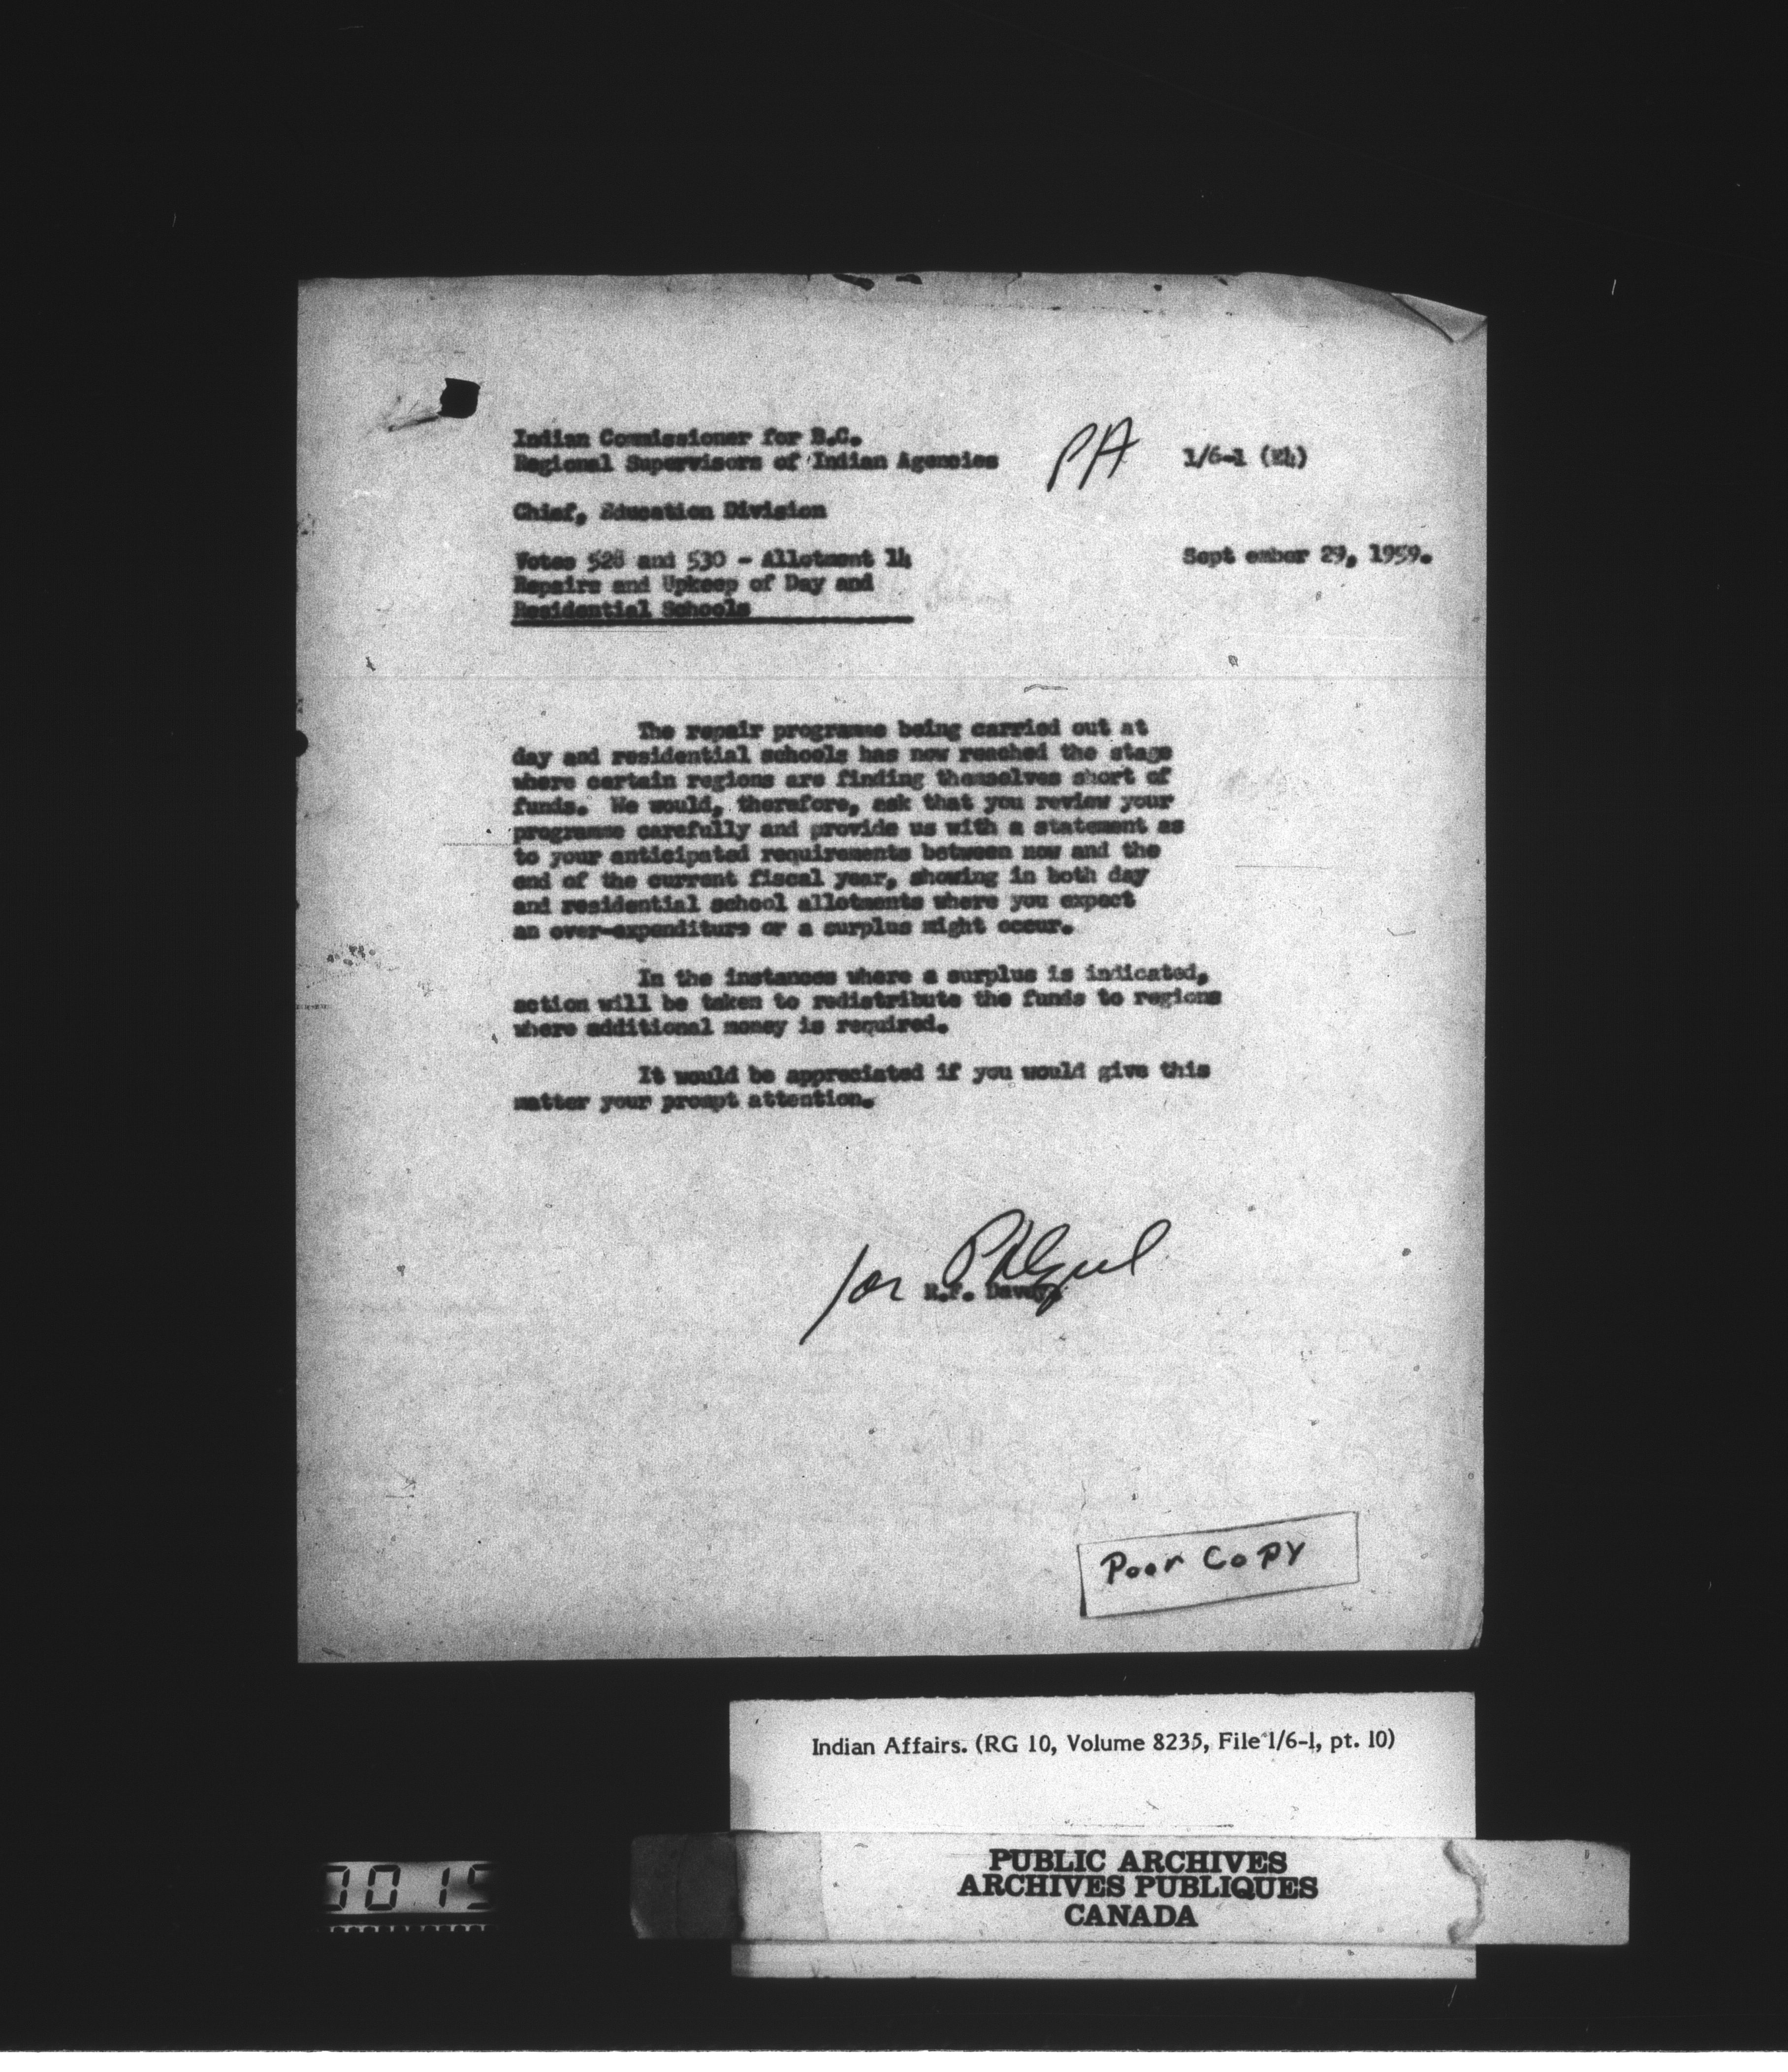 Indian Commissioner for B.C.
Regional Supervisors of Indian Agencies
PA
1/6-1 (E4)
Chief, Education Division
Votes 528 and 530 - Allotment 14
Repairs and Upkeep of Day and
Residential Schools
Sept ember 29, 1959.
The repair programme being carried out at
day and residential schools has now reached the stage
where certain regions are finding themselves short of
funds. We would, therefore, ask that you review your
programme carefully and provide us with a statement as
to your anticipated requirements between now and the
end of the current fiscal year, showing in both day
and residential school allotments where you expect
an over-expenditure or a surplus might occur.
In the instances where a surplus is indicated,
action will be taken to redistribute the funds to regions
where additional money is required.
It would be appreciated if you would give this
matter your prompt attention.
for
R.F. Davey
Poor Copy
Indian Affairs. (RG 10, Volume 8235, File 1/6-1, pt. 10)
PUBLIC ARCHIVES
ARCHIVES PUBLIQUES
CANADA